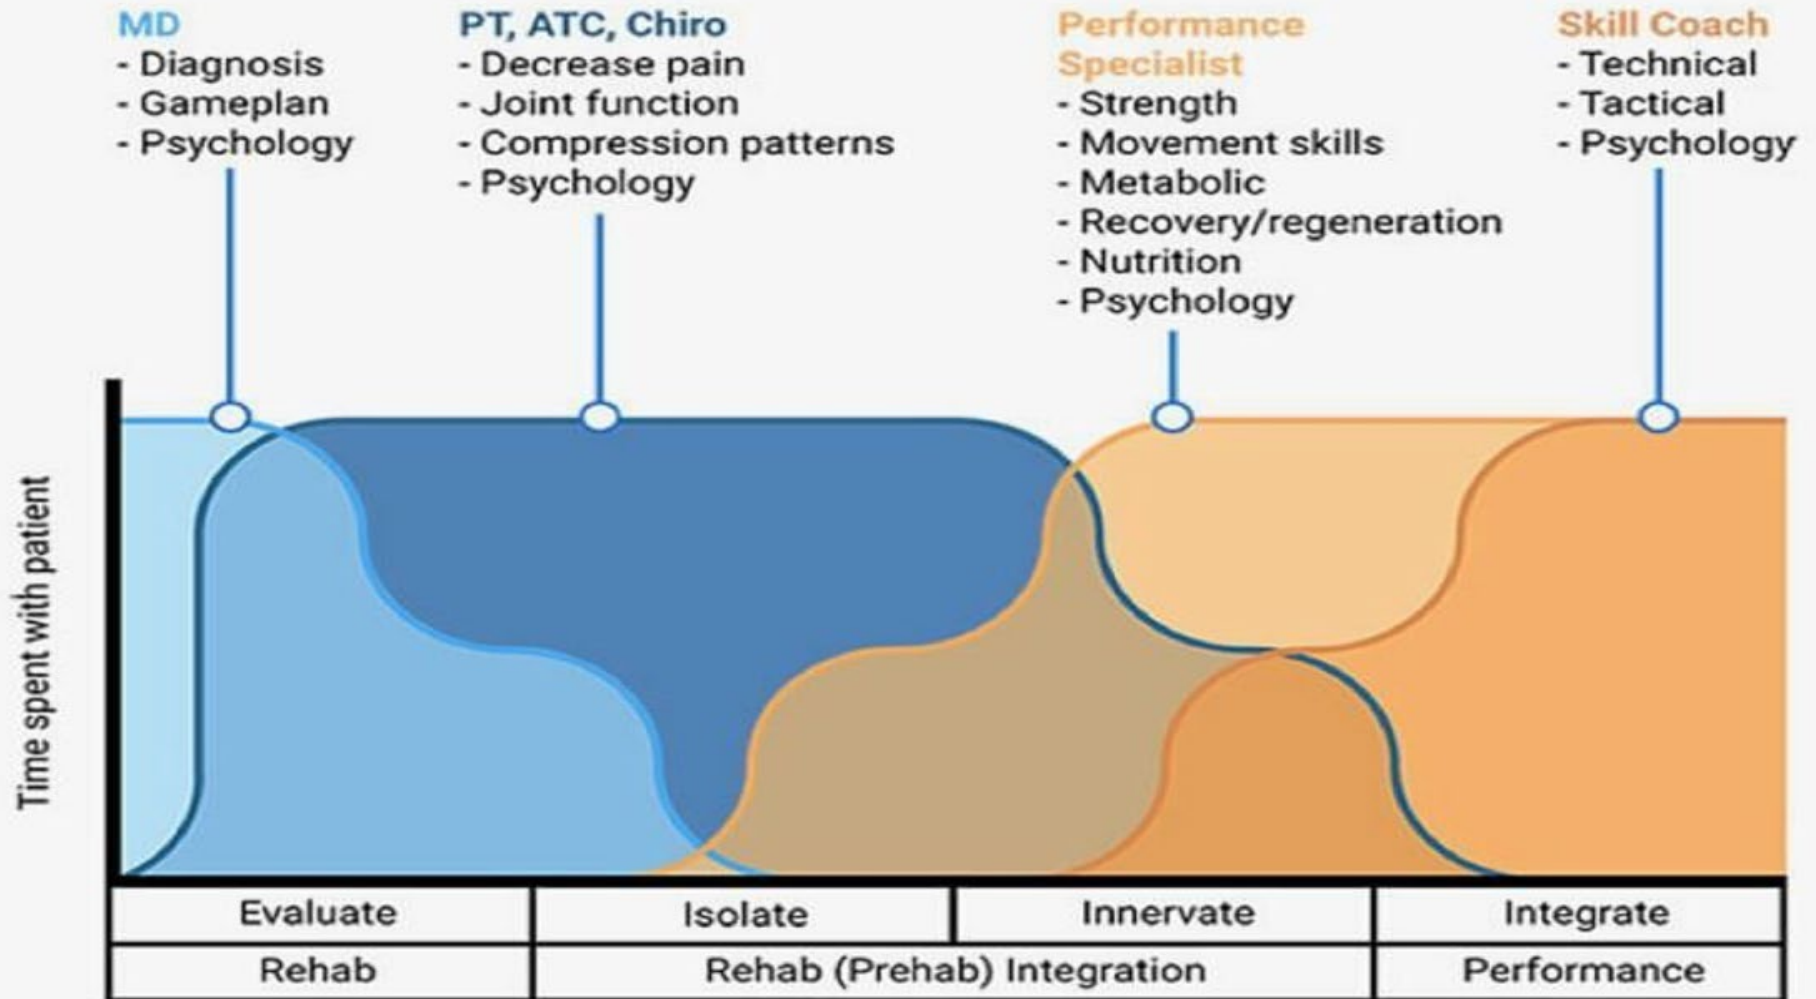 MD
- Diagnosis
- Gameplan
- Psychology
PT, ATC, Chiro
- Decrease pain
- Joint function
- Compression patterns
- Psychology
Performance
Specialist
- Strength
- Movement skills
- Metabolic
- Recovery/regeneration
- Nutrition
- Psychology
Skill Coach
- Technical
- Tactical
- Psychology
Time spent with patient
Evaluate
Isolate
Innervate
Integrate
Rehab
Rehab (Prehab) Integration
Performance